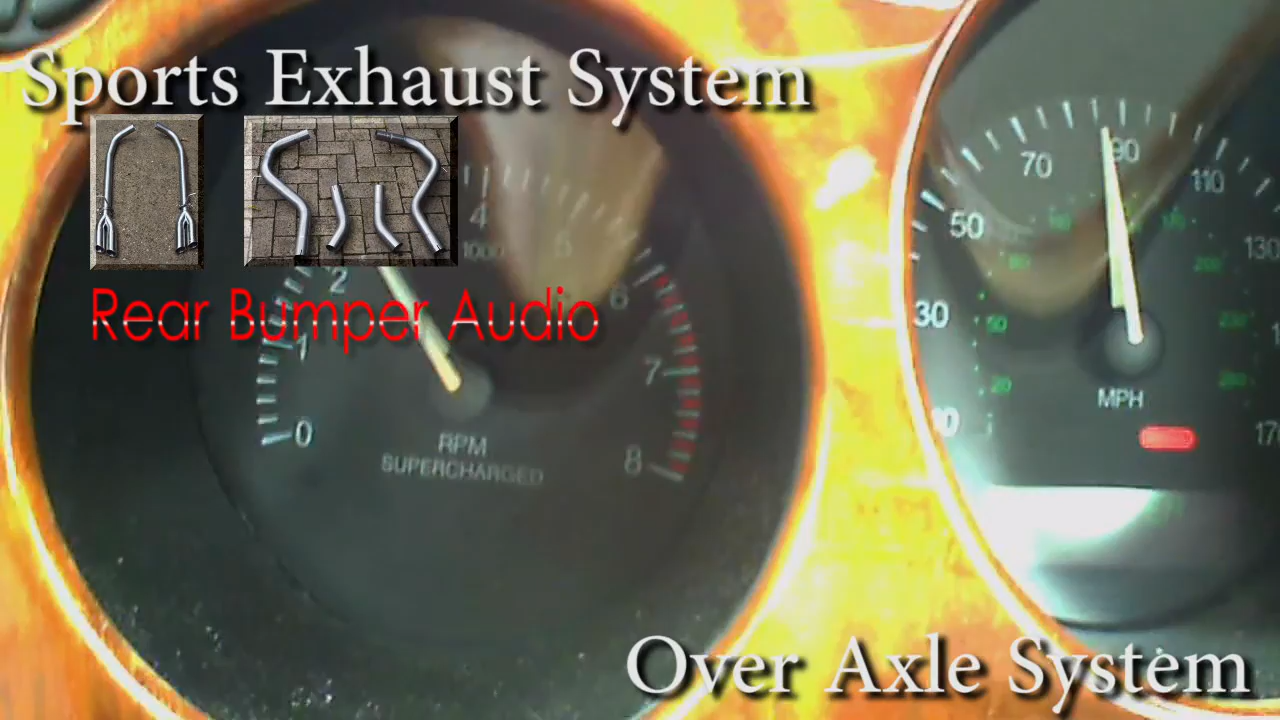 Sports Exhaust System
Rear Bumper Audio
0 1 2 4 5 6 7 8
1000
RPM
SUPERCHARGED
30 50 70 90 110 130
MPH
Over Axle System